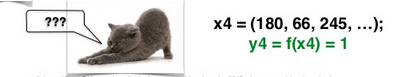 ???
x4 = (180, 66, 245, ...);
y4 = f(x4) = 1